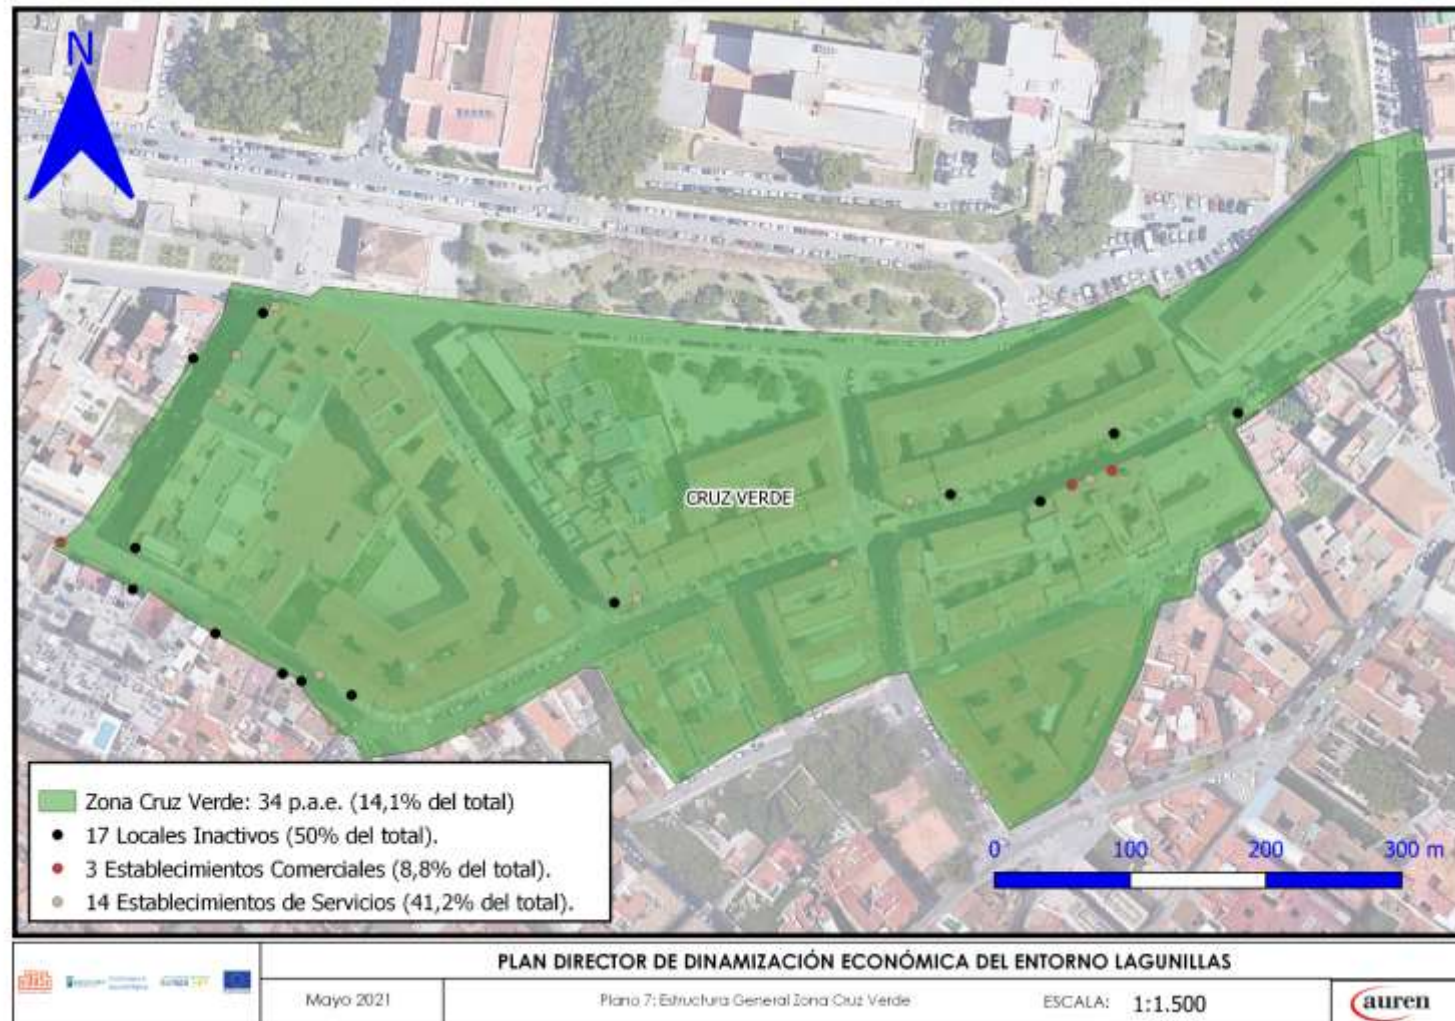 N
CRUZ VERDE
Zona Cruz Verde: 34 p.a.e. (14,1% del total)
17 Locales Inactivos (50% del total).
3 Establecimientos Comerciales (8,8% del total).
14 Establecimientos de Servicios (41,2% del total).
0 100 200 300 m
PLAN DIRECTOR DE DINAMIZACIÓN ECONÓMICA DEL ENTORNO LAGUNILLAS
Mayo 2021
Plano 7: Estructura General Zona Cruz Verde
ESCALA: 1:1.500
auren